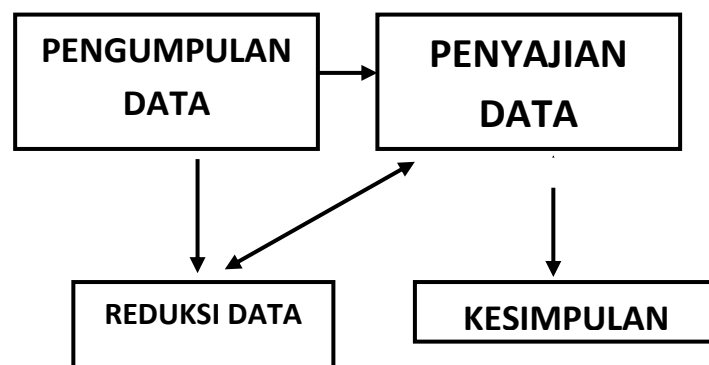 PENGUMPULAN
DATA
PENYAJIAN
DATA
REDUKSI DATA
KESIMPULAN